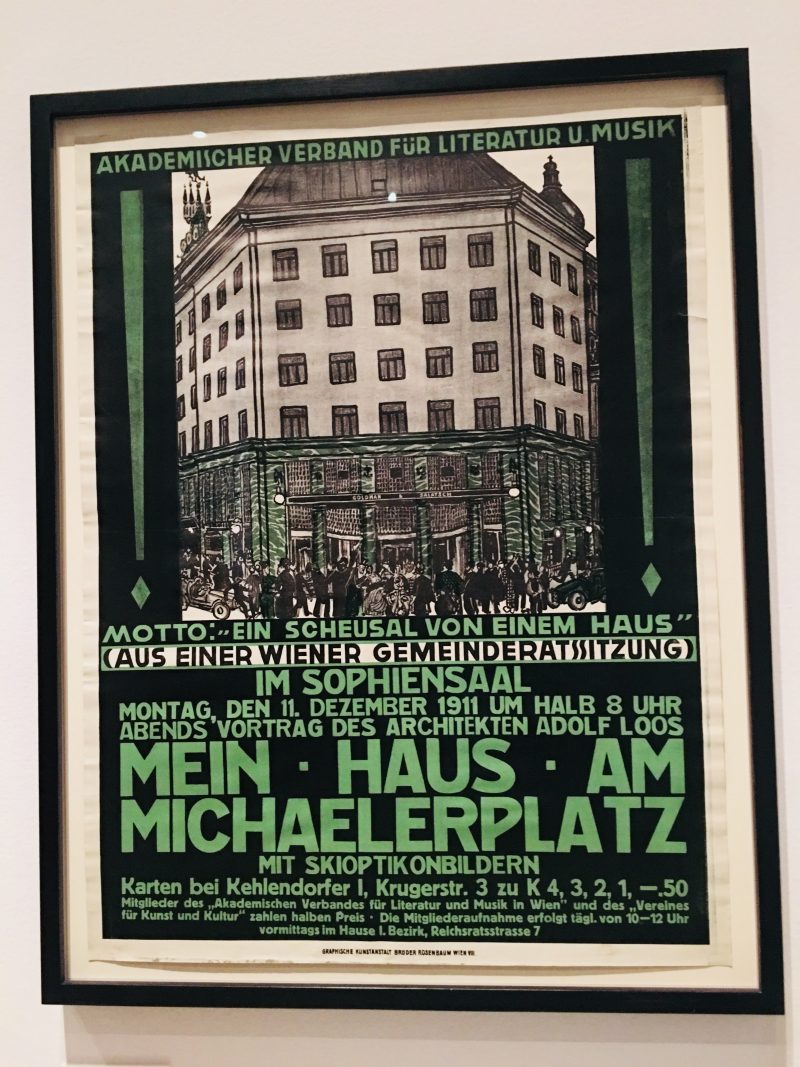 AKADEMISCHER VERBAND FÜR LITERATUR U. MUSIK
GOLDMAN & SALATSCH
MOTTO: „EIN SCHEUSAL VON EINEM HAUS”
(AUS EINER WIENER GEMEINDERATSSITZUNG)
IM SOPHIENSAAL
MONTAG, DEN 11. DEZEMBER 1911 UM HALB 8 UHR
ABENDS VORTRAG DES ARCHITEKTEN ADOLF LOOS
MEIN · HAUS · AM
MICHAELERPLATZ
MIT SKIOPTIKONBILDERN
Karten bei Kehlendorfer I, Krugerstr. 3 zu K 4, 3, 2, 1, —.50
Mitglieder des „Akademischen Verbandes für Literatur und Musik in Wien” und des „Vereines
für Kunst und Kultur” zahlen halben Preis · Die Mitgliederaufnahme erfolgt tägl. von 10–12 Uhr
vormittags im Hause I. Bezirk, Reichsratsstrasse 7
GRAPHISCHE KUNSTANSTALT BRÜDER ROSENBAUM WIEN VIII